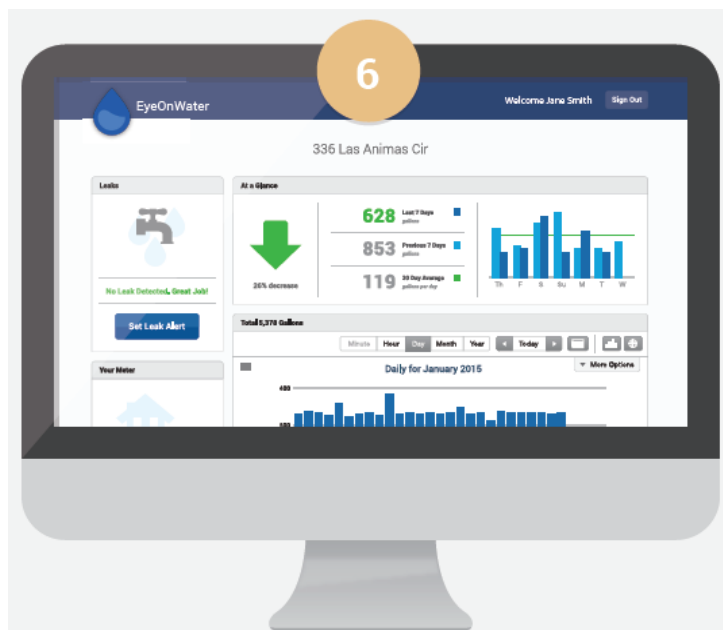 6
EyeOnWater
Welcome Jane Smith
Sign Out
336 Las Animas Cir
Leaks
No Leak Detected, Great Job!
Set Leak Alert
Your Meter
At a Glance
26% decrease
628 Last 7 Days
gallons
853 Previous 7 Days
gallons
119 30 Day Average
gallons per day
Th F S Su M T W
Total 5,378 Gallons
Minute Hour Day Month Year Today
More Options
Daily for January 2015
400